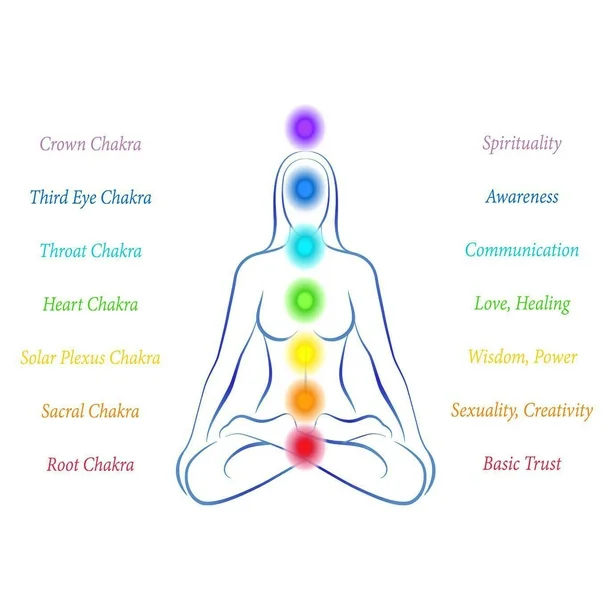 Crown Chakra
Spirituality
Third Eye Chakra
Awareness
Throat Chakra
Communication
Heart Chakra
Love, Healing
Solar Plexus Chakra
Wisdom, Power
Sacral Chakra
Sexuality, Creativity
Root Chakra
Basic Trust